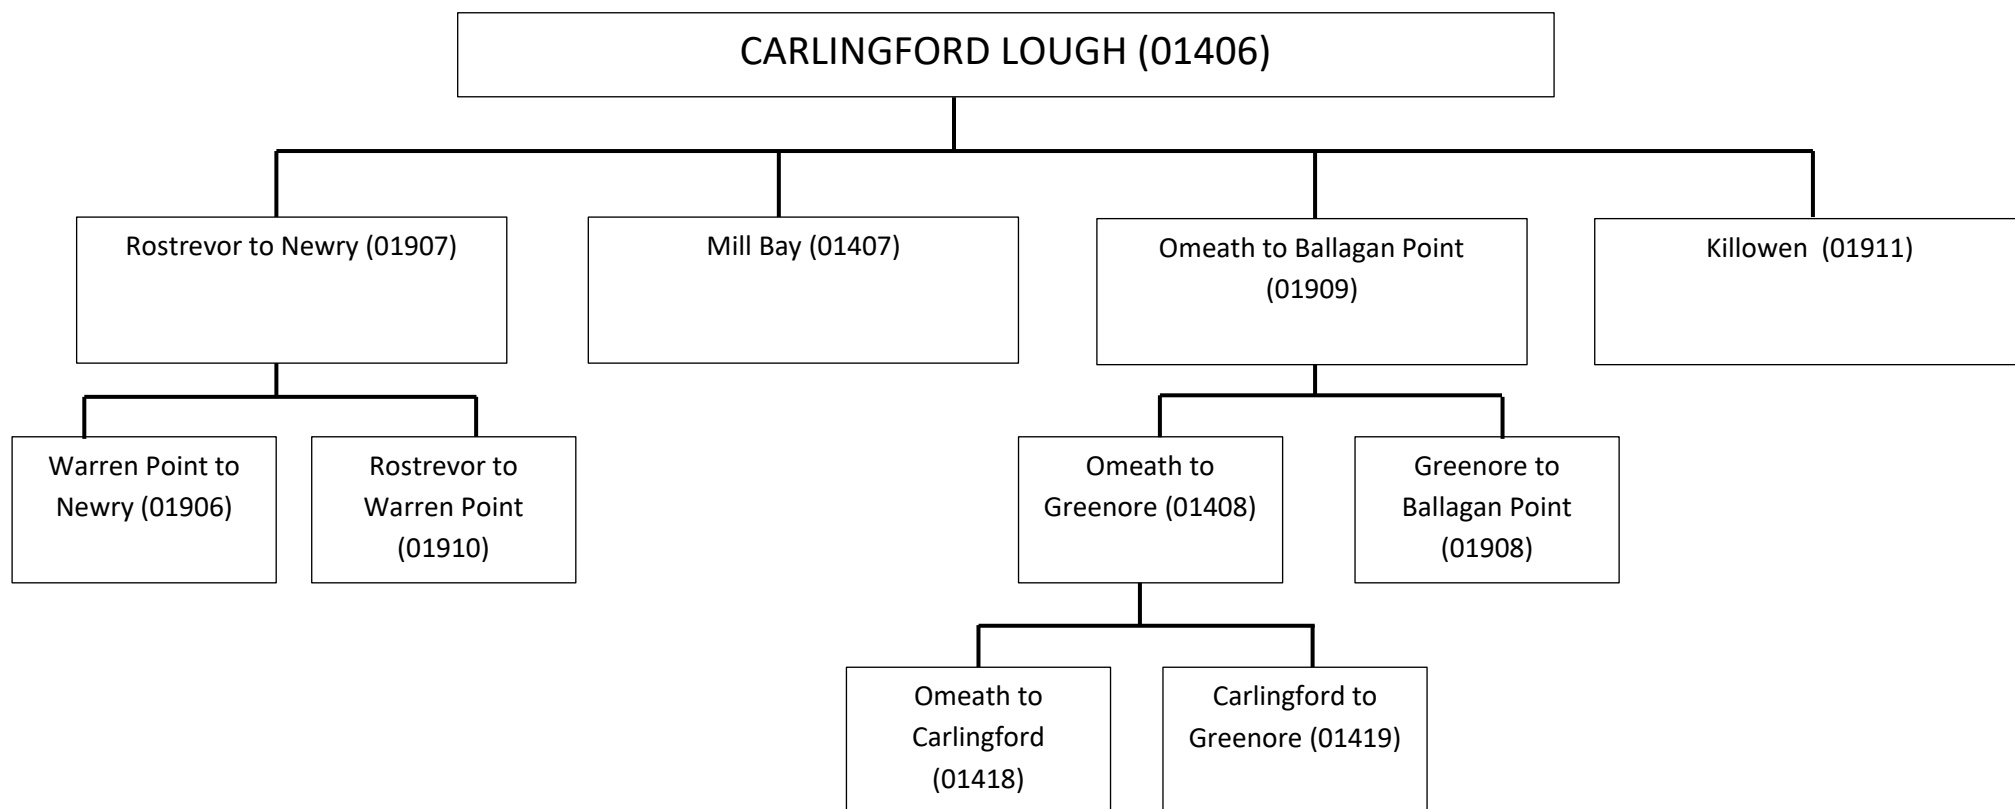 CARLINGFORD LOUGH (01406)
Rostrevor to Newry (01907)
Mill Bay (01407)
Omeath to Ballagan Point
(01909)
Killowen (01911)
Warren Point to
Newry (01906)
Rostrevor to
Warren Point
(01910)
Omeath to
Greenore (01408)
Greenore to
Ballagan Point
(01908)
Omeath to
Carlingford
(01418)
Carlingford to
Greenore (01419)